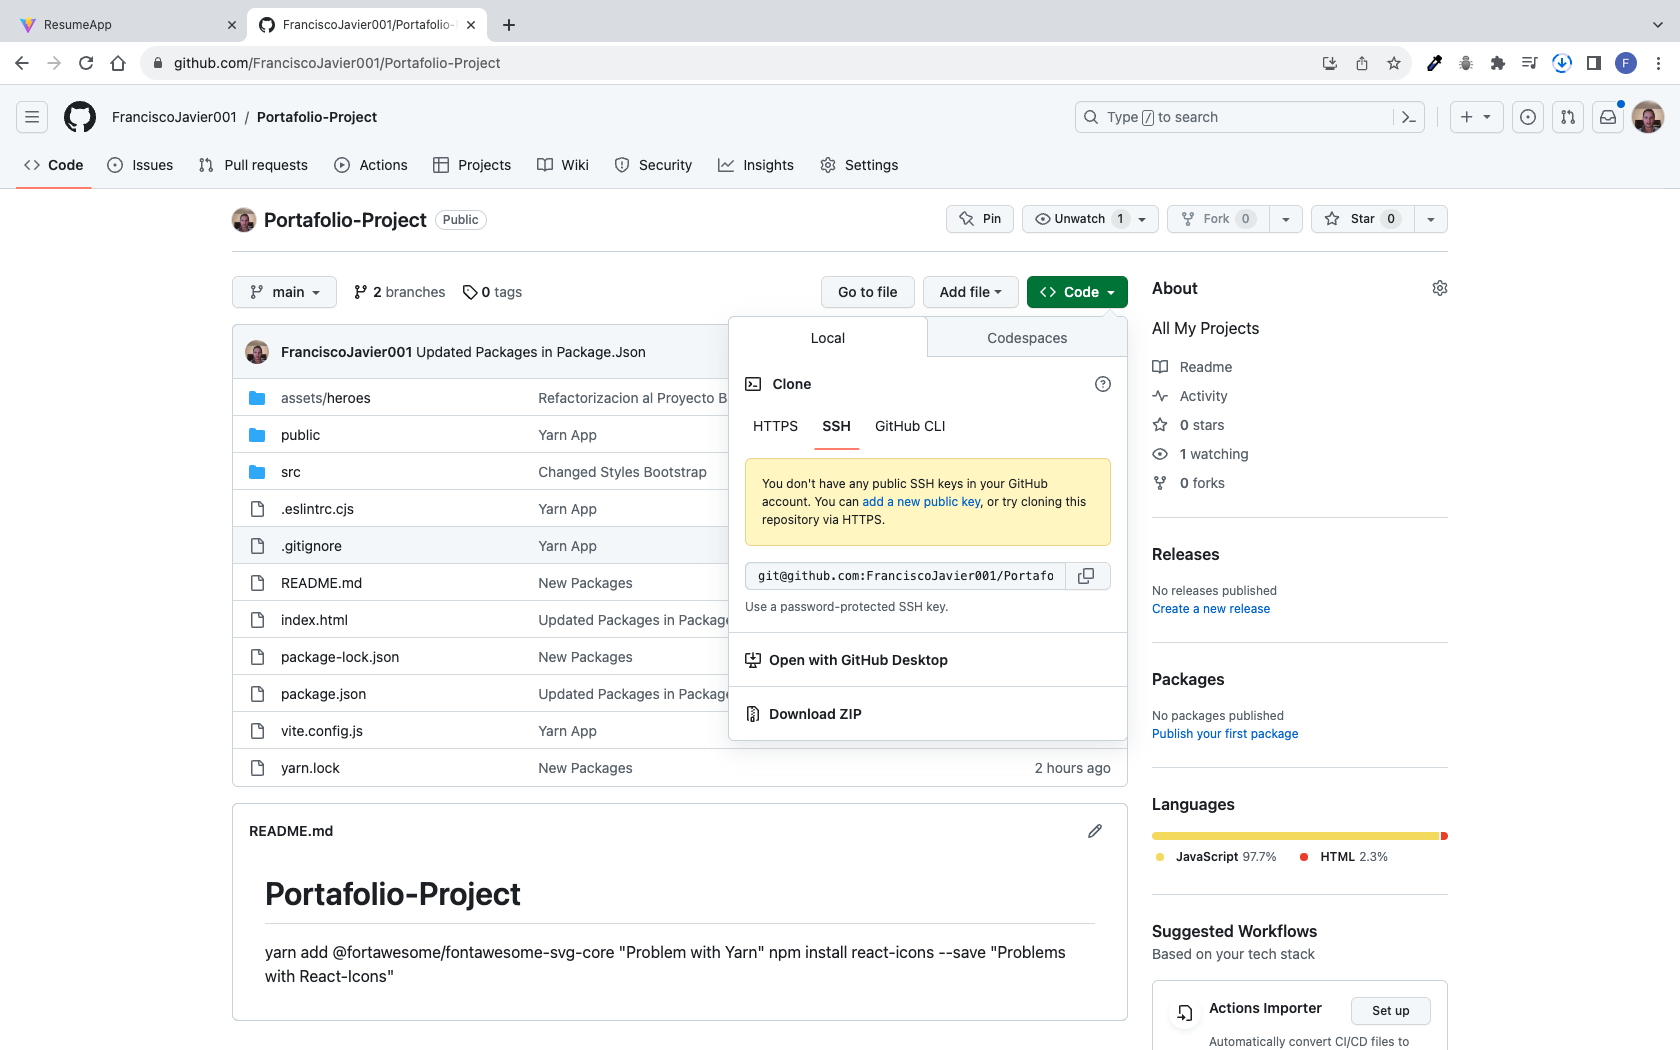 ResumeApp
FranciscoJavier001/Portafolio-
github.com/FranciscoJavier001/Portafolio-Project
F
FranciscoJavier001 / Portafolio-Project
Type / to search
Code
Issues
Pull requests
Actions
Projects
Wiki
Security
Insights
Settings
Portafolio-Project
Public
Pin
Unwatch 1
Fork 0
Star 0
main
2 branches
0 tags
Go to file
Add file
Code
FranciscoJavier001 Updated Packages in Package.Json
assets/heroes
Refactorizacion al Proyecto B
public
Yarn App
src
Changed Styles Bootstrap
.eslintrc.cjs
Yarn App
.gitignore
Yarn App
README.md
New Packages
index.html
Updated Packages in Package
package-lock.json
New Packages
package.json
Updated Packages in Package
vite.config.js
Yarn App
yarn.lock
New Packages
2 hours ago
Local
Codespaces
Clone
HTTPS
SSH
GitHub CLI
You don't have any public SSH keys in your GitHub
account. You can add a new public key, or try cloning this
repository via HTTPS.
git@github.com:FranciscoJavier001/Portafo
Use a password-protected SSH key.
Open with GitHub Desktop
Download ZIP
README.md
Portafolio-Project
yarn add @fortawesome/fontawesome-svg-core "Problem with Yarn" npm install react-icons --save "Problems
with React-Icons"
About
All My Projects
Readme
Activity
0 stars
1 watching
0 forks
Releases
No releases published
Create a new release
Packages
No packages published
Publish your first package
Languages
JavaScript 97.7%
HTML 2.3%
Suggested Workflows
Based on your tech stack
Actions Importer
Set up
Automatically convert CI/CD files to